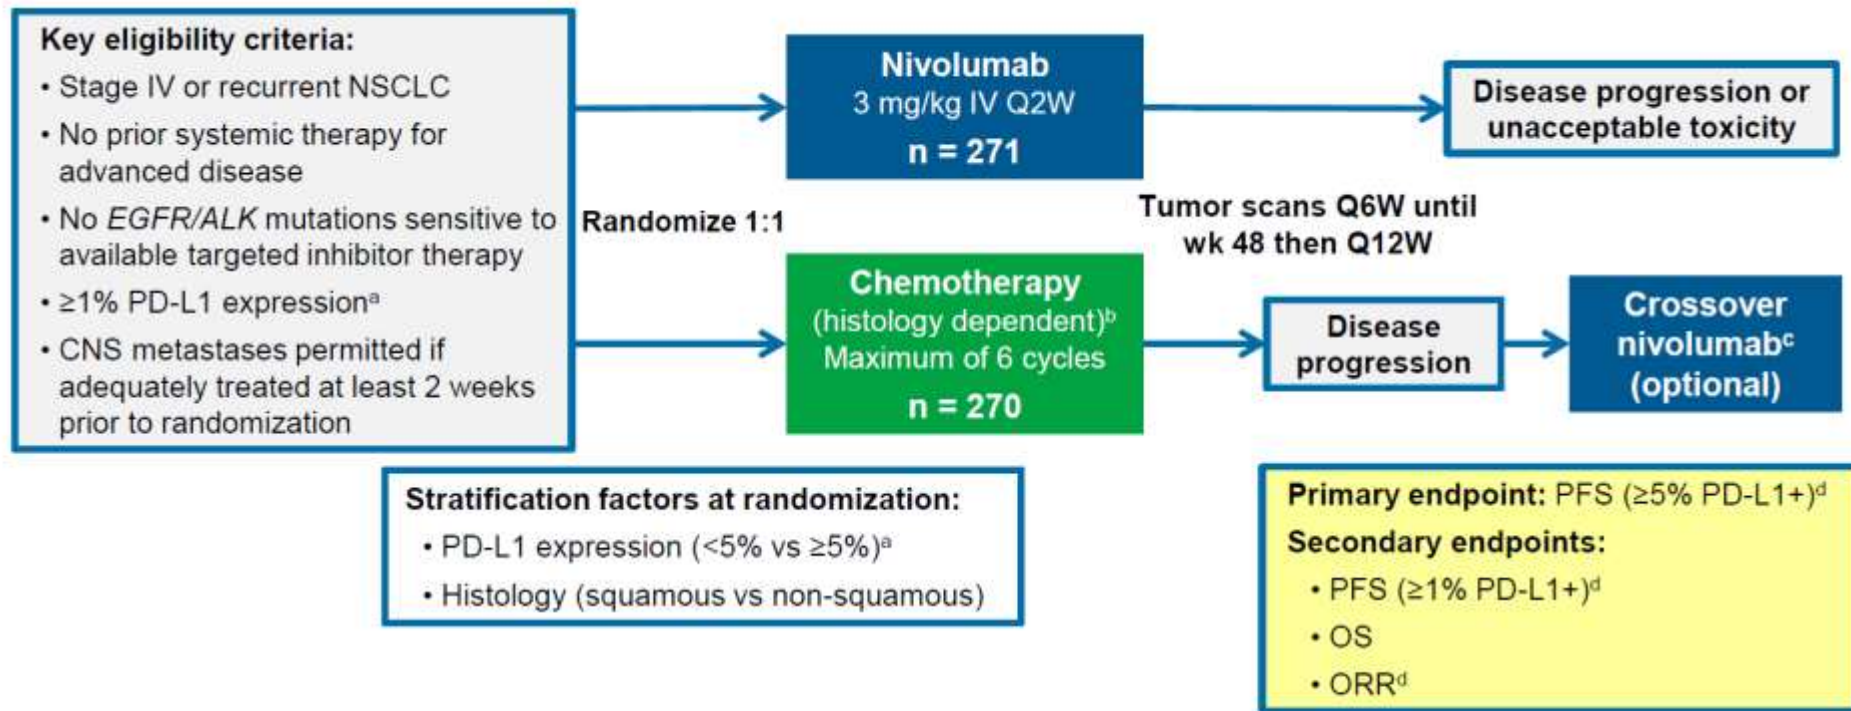 Key eligibility criteria:
• Stage IV or recurrent NSCLC
• No prior systemic therapy for
advanced disease
• No EGFR/ALK mutations sensitive to
available targeted inhibitor therapy
• ≥1% PD-L1 expressionᵃ
• CNS metastases permitted if
adequately treated at least 2 weeks
prior to randomization
Randomize 1:1
Nivolumab
3 mg/kg IV Q2W
n = 271
Disease progression or
unacceptable toxicity
Tumor scans Q6W until
wk 48 then Q12W
Chemotherapy
(histology dependent)ᵇ
Maximum of 6 cycles
n = 270
Disease
progression
Crossover
nivolumabᶜ
(optional)
Stratification factors at randomization:
• PD-L1 expression (<5% vs ≥5%)ᵃ
• Histology (squamous vs non-squamous)
Primary endpoint: PFS (≥5% PD-L1+)ᵈ
Secondary endpoints:
• PFS (≥1% PD-L1+)ᵈ
• OS
• ORRᵈ